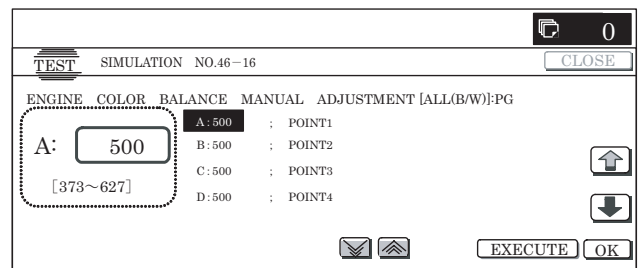 0
TEST SIMULATION NO.46-16 CLOSE
ENGINE COLOR BALANCE MANUAL ADJUSTMENT [ALL(B/W)]:PG
A: 500
[373~627]
A:500 ; POINT1
B:500 ; POINT2
C:500 ; POINT3
D:500 ; POINT4
EXECUTE OK